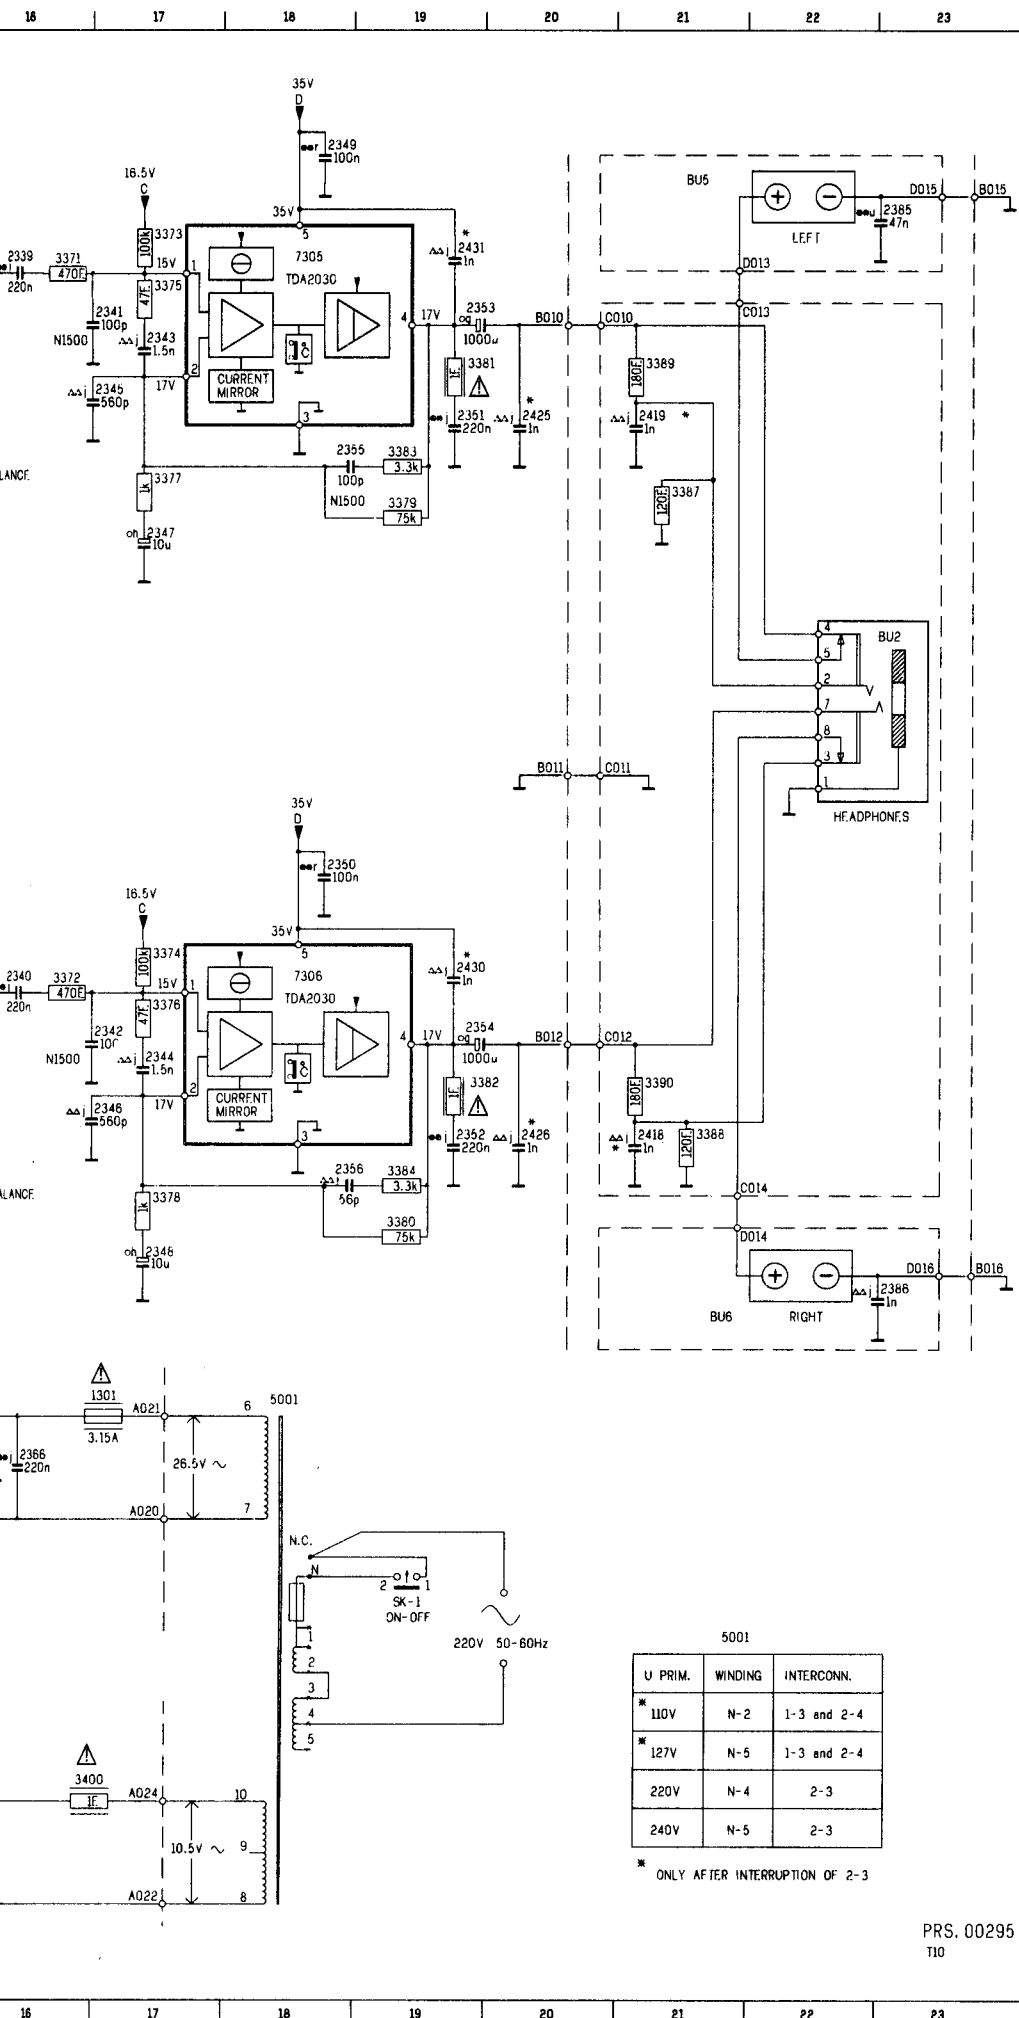 16 17 18 19 20 21 22 23
35V
D
2349
100n
16.5V
C
35V
5
3373
100k
7305
TDA2030
2431
1n
*
BU5
LEFT
D015
B015
2385
47n
D013
C013
2339
220n
3371
470E
15V
1
3375
47E
2341
100p
N1500
2343
1.5n
2
17V
2345
560p
CURRENT
MIRROR
3
4
17V
2353
1000u
3381
1E
2351
220n
2425
1n
*
B010
C010
3389
180E
2419
1n
*
3387
120E
LANCE
3377
1k
2347
10u
2355
100p
N1500
3383
3.3k
3379
75k
4
5
2
7
8
3
1
BU2
HEADPHONES
B011
C011
35V
D
2350
100n
16.5V
C
35V
5
3374
100k
7306
TDA2030
2430
1n
*
2340
220n
3372
470E
15V
1
3376
47E
2342
N1500
2344
1.5n
2
17V
2346
560p
CURRENT
MIRROR
3
4
17V
2354
1000u
3382
1E
2352
220n
2426
1n
*
B012
C012
3390
180E
2418
1n
*
3388
120E
ALANCE
3378
1k
2348
10u
2356
56p
3384
3.3k
3380
75k
C014
D014
BU6
RIGHT
D016
B016
2386
1n
1301
3.15A
A021
6
5001
2366
220n
26.5V ~
A020
7
N.C.
N
2
1
SK-1
ON-OFF
1
2
3
4
5
220V 50-60Hz
3400
1E
A024
10
10.5V ~
9
A022
8
5001
U PRIM. WINDING INTERCONN.
* 110V N-2 1-3 and 2-4
* 127V N-5 1-3 and 2-4
220V N-4 2-3
240V N-5 2-3
* ONLY AFTER INTERRUPTION OF 2-3
PRS. 00295
T10
16 17 18 19 20 21 22 23